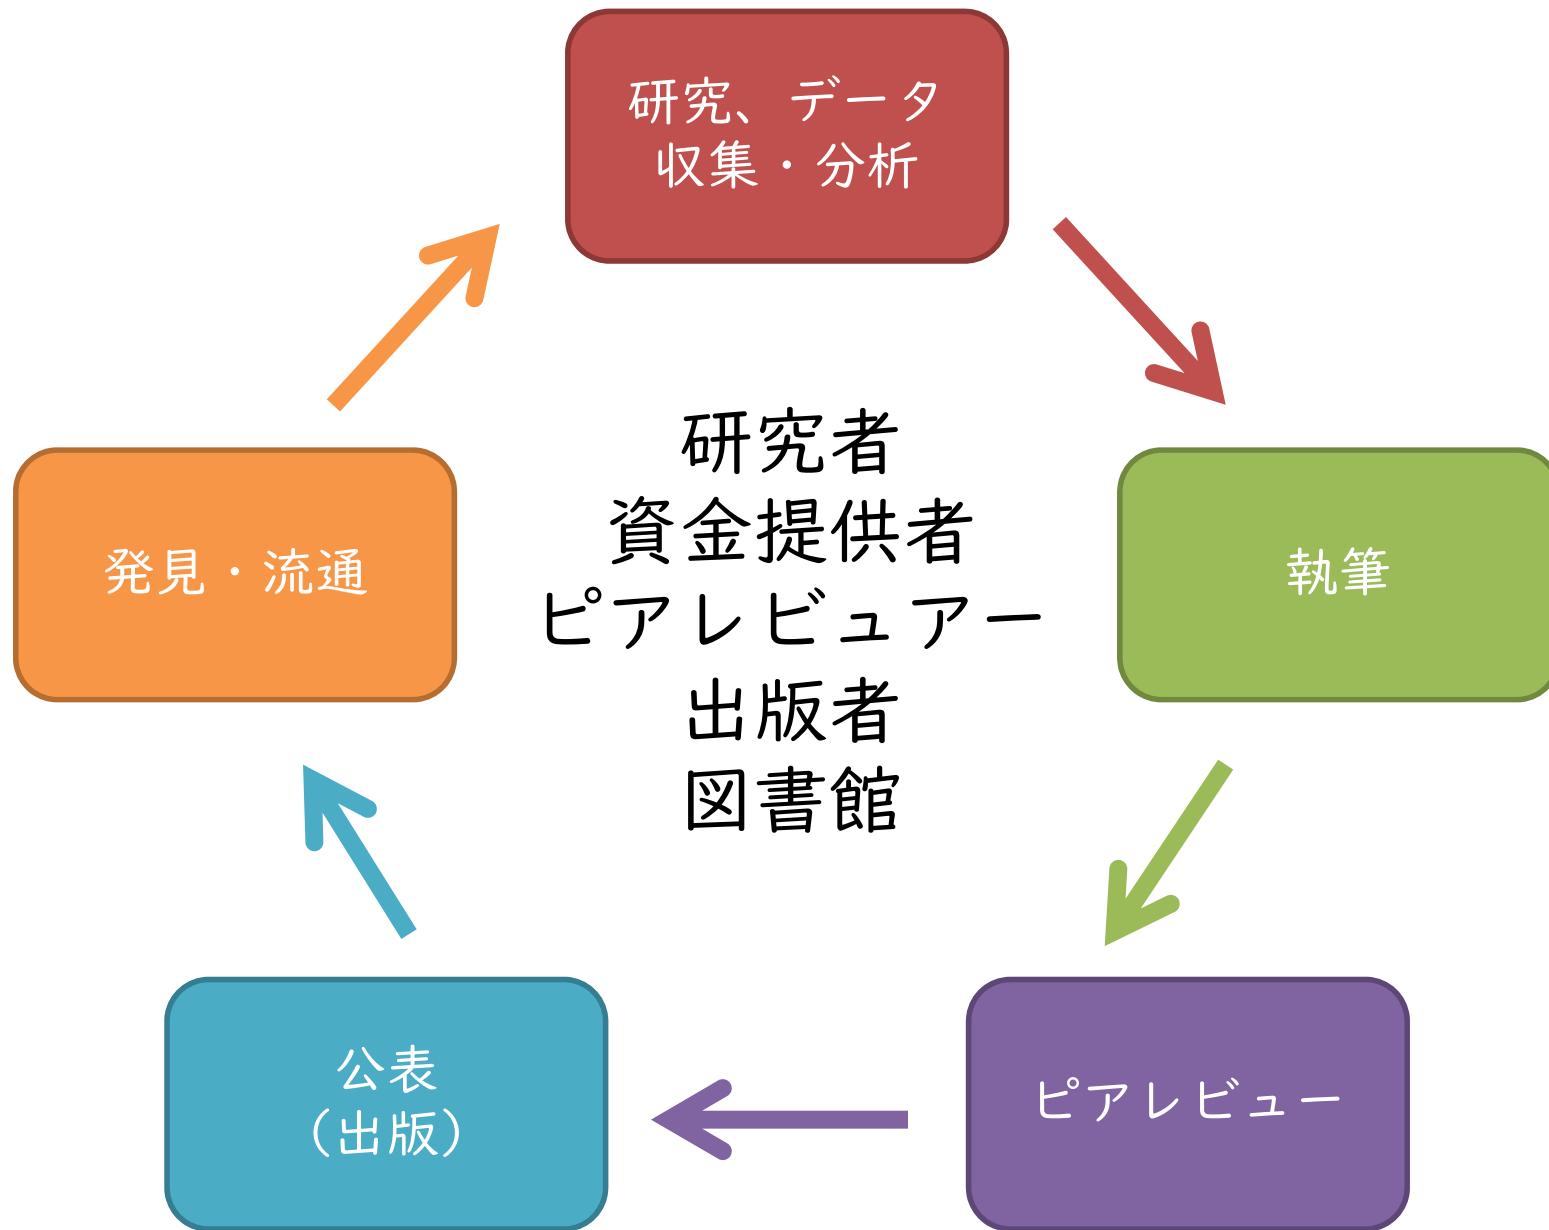 研究、データ
収集・分析
研究者
資金提供者
ピアレビュアー
出版者
図書館
発見・流通
執筆
公表
（出版）
ピアレビュー